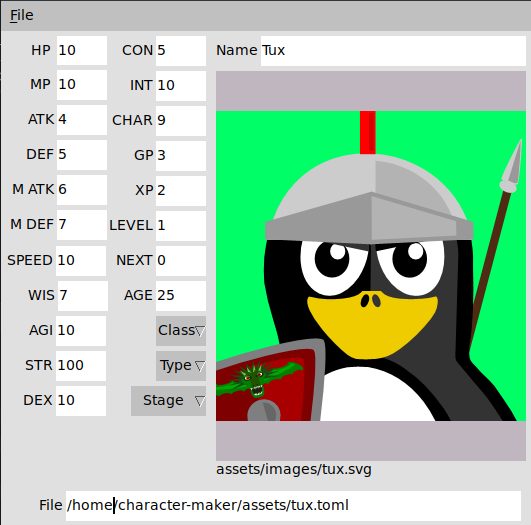 File
HP 10 CON 5 Name Tux
MP 10 INT 10
ATK 4 CHAR 9
DEF 5 GP 3
M ATK 6 XP 2
M DEF 7 LEVEL 1
SPEED 10 NEXT 0
WIS 7 AGE 25
AGI 10 Class
STR 100 Type
DEX 10 Stage
assets/images/tux.svg
File /home/character-maker/assets/tux.toml